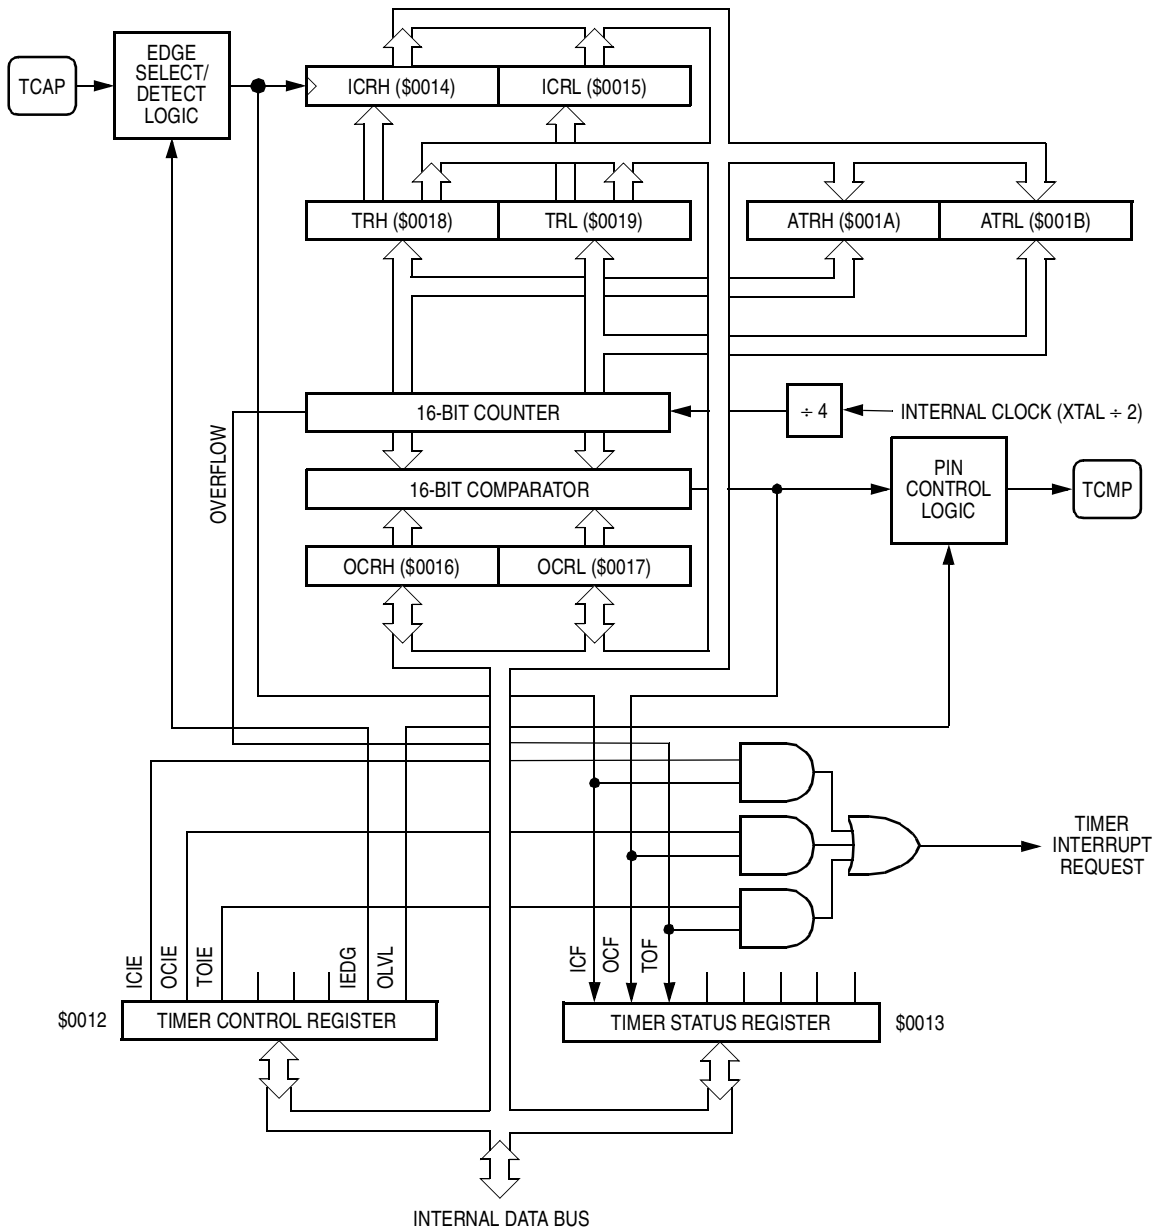 EDGE
SELECT/
DETECT
LOGIC
TCAP
ICRH ($0014)
ICRL ($0015)
TRH ($0018)
TRL ($0019)
ATRH ($001A)
ATRL ($001B)
16-BIT COUNTER
÷ 4
INTERNAL CLOCK (XTAL ÷ 2)
OVERFLOW
16-BIT COMPARATOR
PIN
CONTROL
LOGIC
TCMP
OCRH ($0016)
OCRL ($0017)
TIMER
INTERRUPT
REQUEST
ICIE
OCIE
TOIE
IEDG
OLVL
ICF
OCF
TOF
$0012
TIMER CONTROL REGISTER
TIMER STATUS REGISTER
$0013
INTERNAL DATA BUS